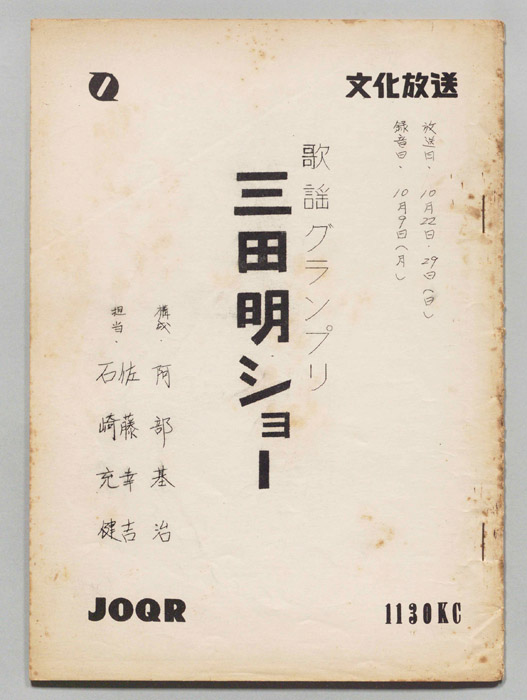 文化放送
放送日・10月22日・29日(日)
録音日・10月9日(月)
歌謡グランプリ
三田明ショー
構成・阿部基治
担当・佐藤幸吉
石崎充健
JOQR
1130KC